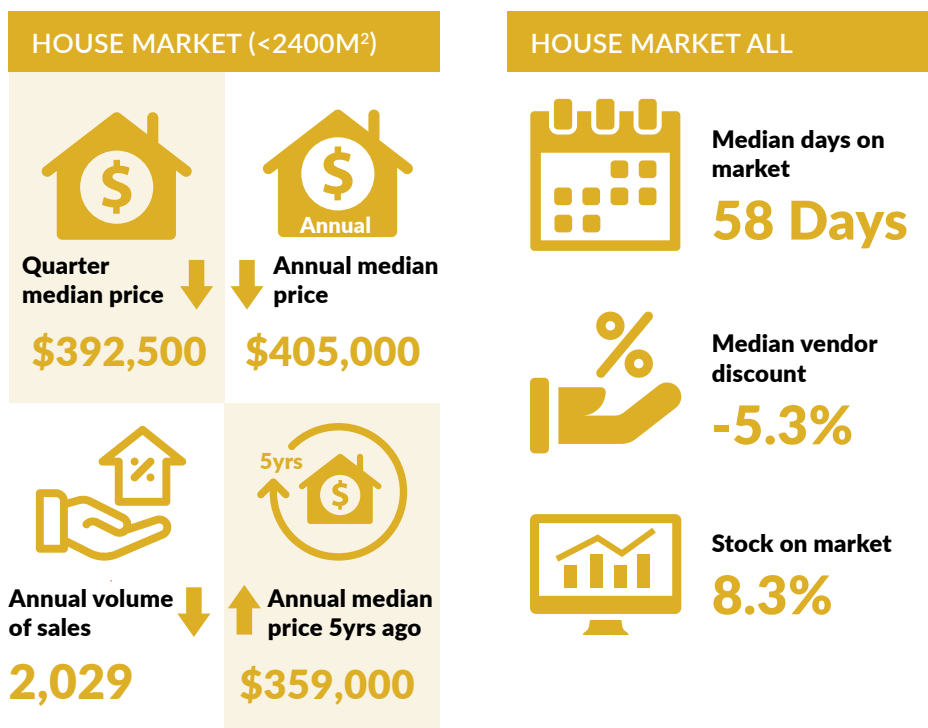 HOUSE MARKET (<2400M²)
$
Quarter
median price
$392,500
$
Annual
Annual median
price
$405,000
%
Annual volume
of sales
2,029
5yrs
$
Annual median
price 5yrs ago
$359,000
HOUSE MARKET ALL
Median days on
market
58 Days
%
Median vendor
discount
-5.3%
Stock on market
8.3%